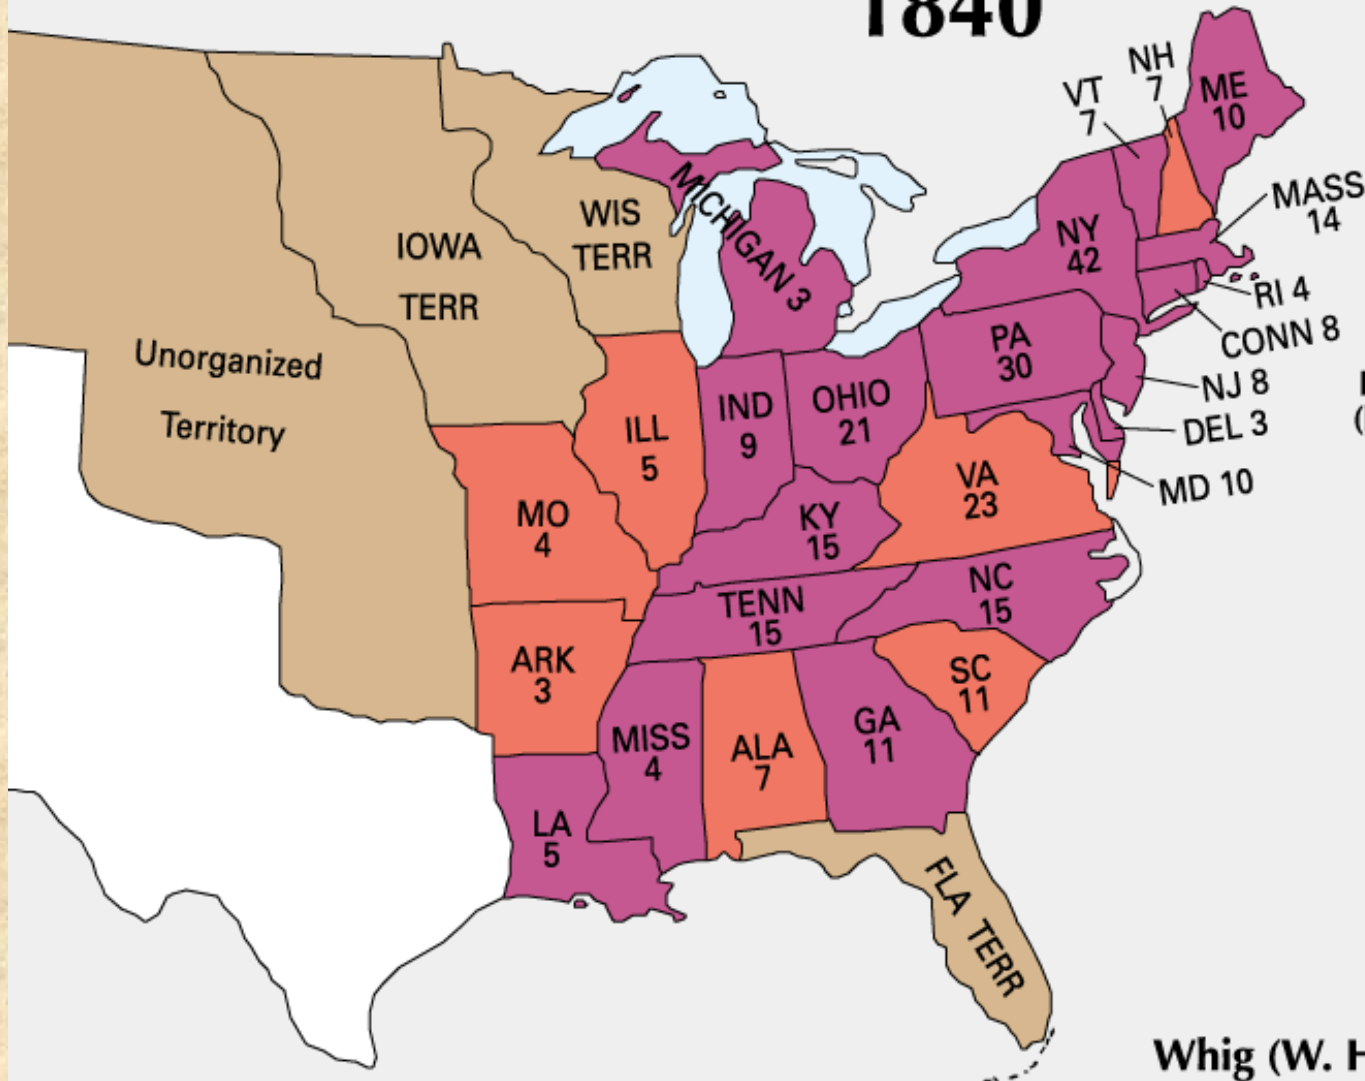 1840
NH
7
VT
7
ME
10
MASS
14
MICHIGAN 3
WIS
TERR
IOWA
TERR
NY
42
RI 4
CONN 8
PA
30
NJ 8
Unorganized
Territory
IND
9
OHIO
21
DEL 3
ILL
5
VA
23
MD 10
MO
4
KY
15
NC
15
TENN
15
ARK
3
SC
11
MISS
4
ALA
7
GA
11
LA
5
FLA TERR
Whig (W. H